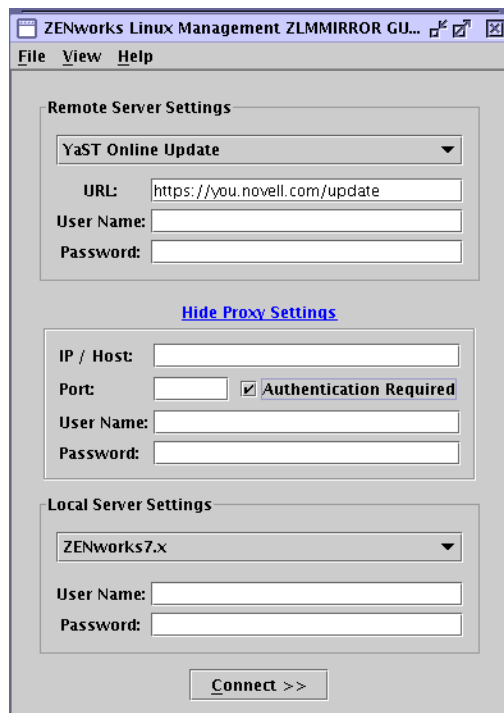 ZENworks Linux Management ZLMMIRROR GU...
File View Help
Remote Server Settings
YaST Online Update
URL: https://you.novell.com/update
User Name:
Password:
Hide Proxy Settings
IP / Host:
Port: Authentication Required
User Name:
Password:
Local Server Settings
ZENworks7.x
User Name:
Password:
Connect >>